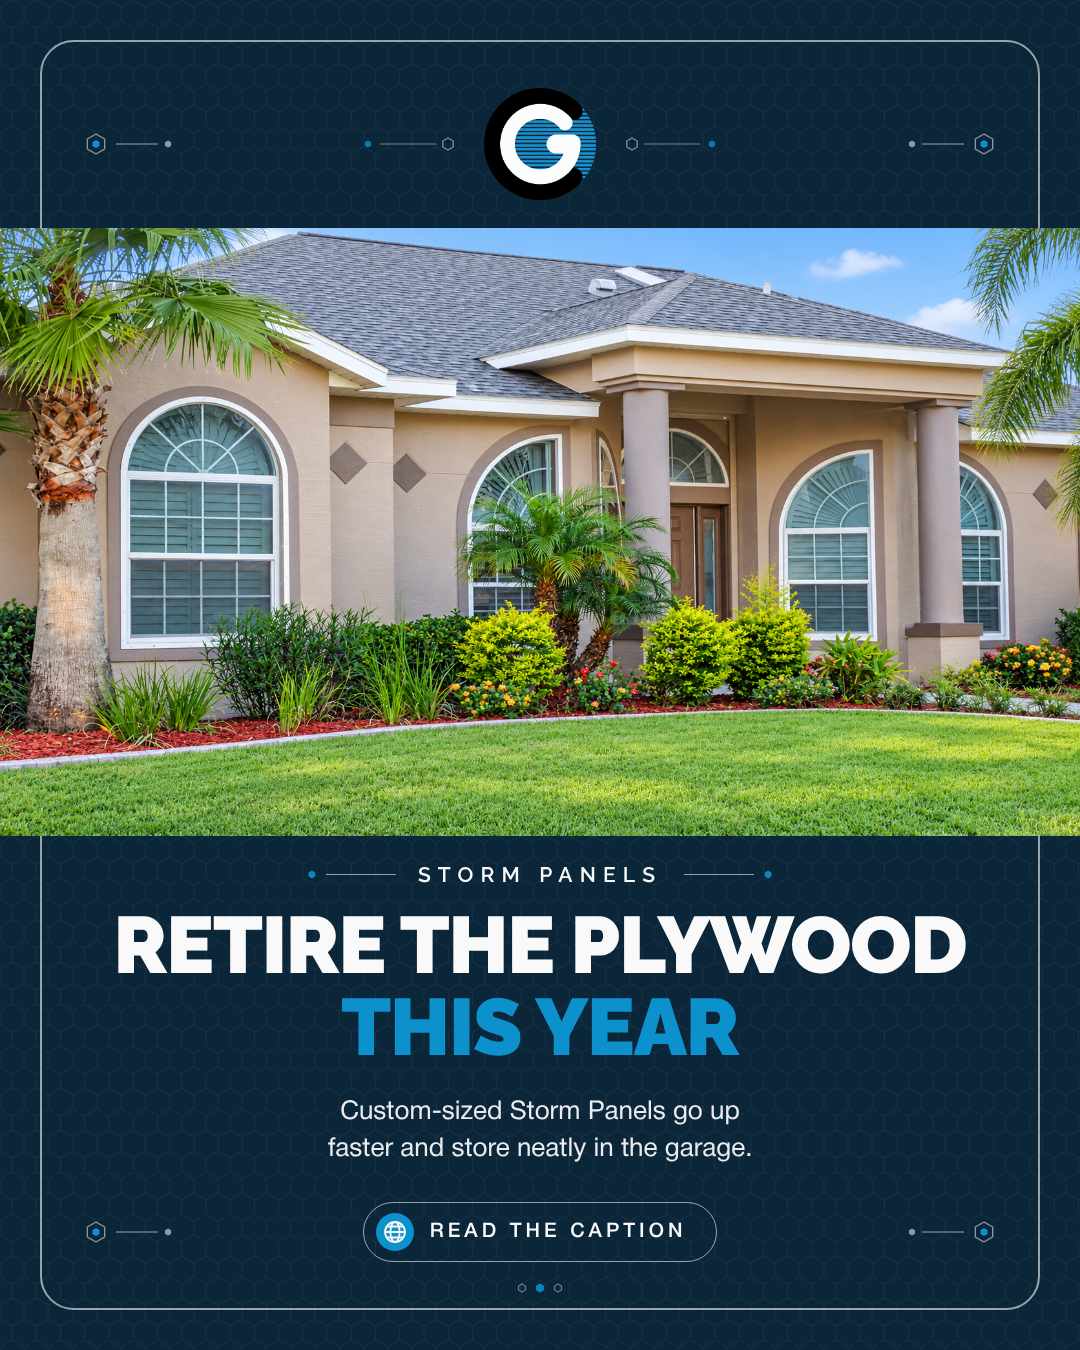 G
STORM PANELS
RETIRE THE PLYWOOD
THIS YEAR
Custom-sized Storm Panels go up
faster and store neatly in the garage.
READ THE CAPTION